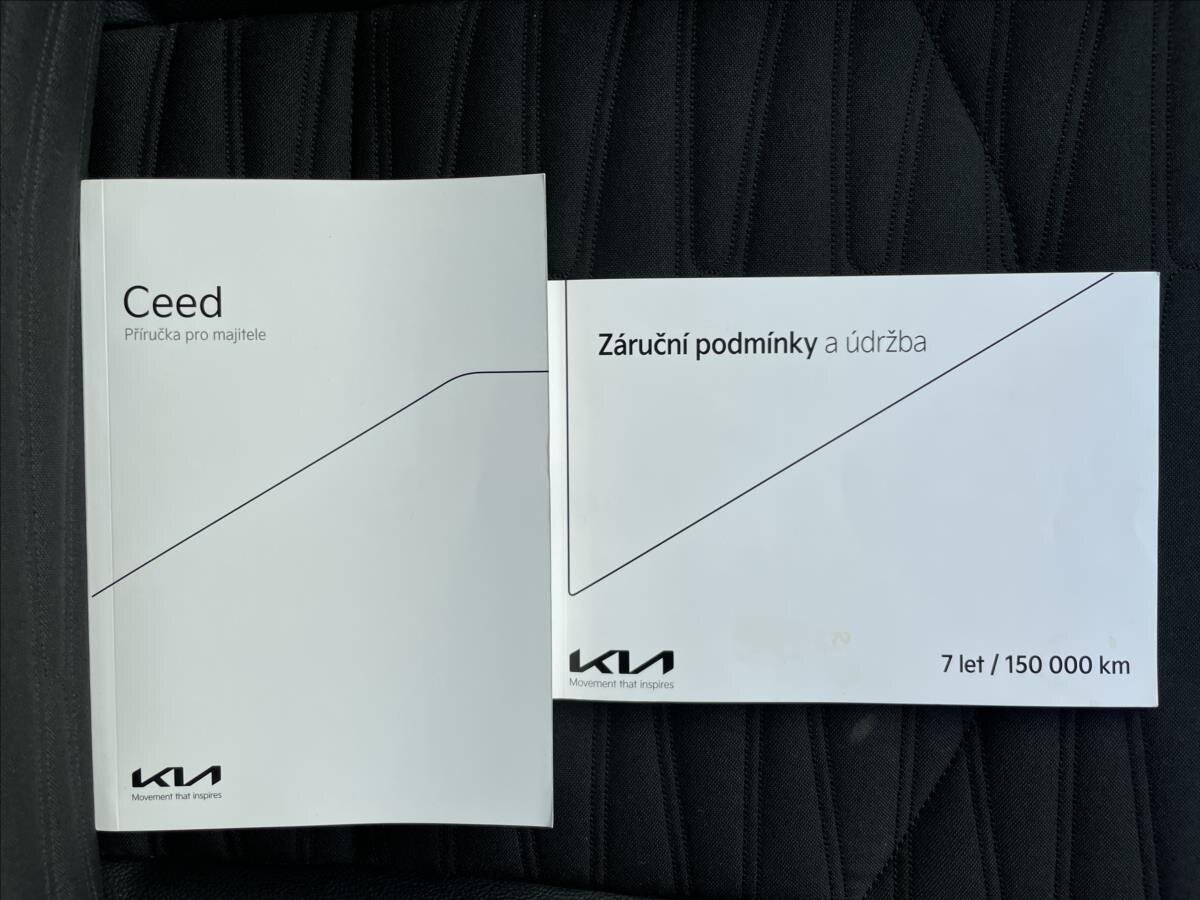 Ceed
Příručka pro majitele
KIA
Movement that inspires
Záruční podmínky a údržba
KIA
Movement that inspires
7 let / 150 000 km